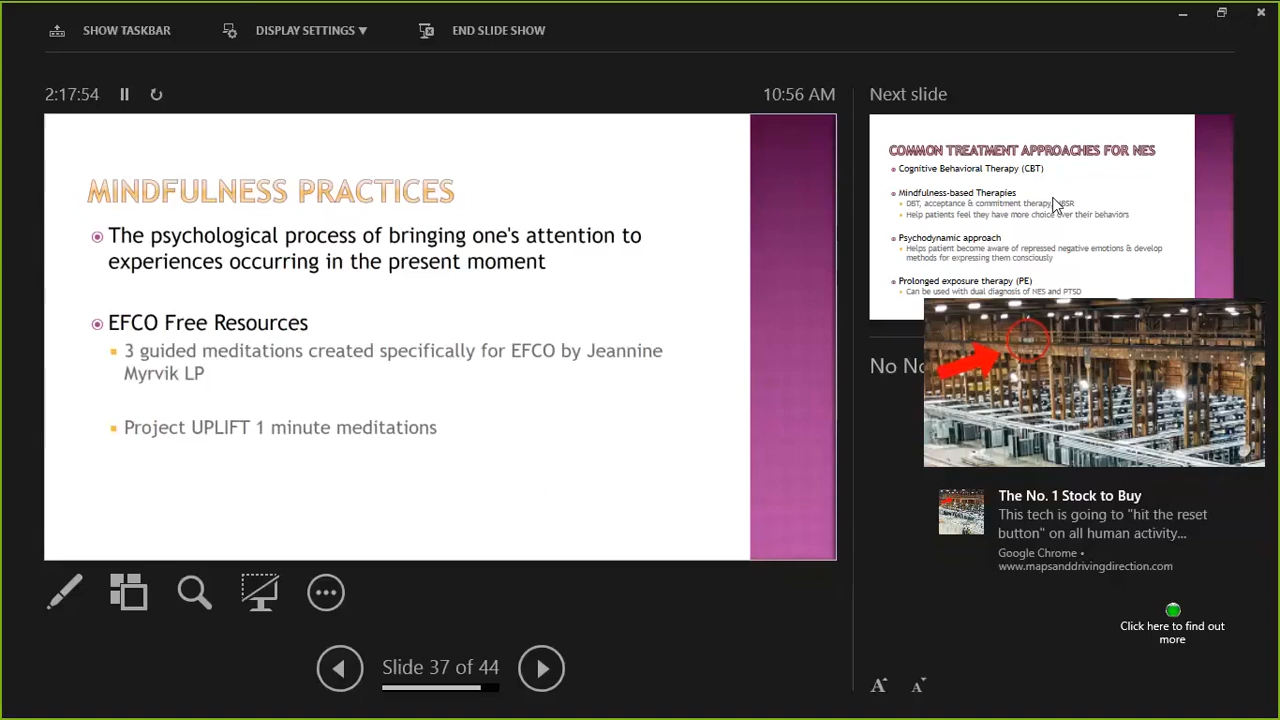 SHOW TASKBAR
DISPLAY SETTINGS
END SLIDE SHOW
2:17:54
10:56 AM
MINDFULNESS PRACTICES
The psychological process of bringing one's attention to
experiences occurring in the present moment
EFCO Free Resources
3 guided meditations created specifically for EFCO by Jeannine
Myrvik LP
Project UPLIFT 1 minute meditations
Slide 37 of 44
Next slide
COMMON TREATMENT APPROACHES FOR NES
Cognitive Behavioral Therapy (CBT)
Mindfulness-based Therapies
DBT, acceptance & commitment therapy,
Help patients feel they have more choice over their behaviors
Psychodynamic approach
Helps patient become aware of repressed negative emotions & develop
methods for expressing them consciously
Prolonged exposure therapy (PE)
Can be used with dual diagnosis of NES and PTSD
No
The No. 1 Stock to Buy
This tech is going to "hit the reset
button" on all human activity...
Google Chrome •
www.mapsanddrivingdirection.com
Click here to find out
more
A A